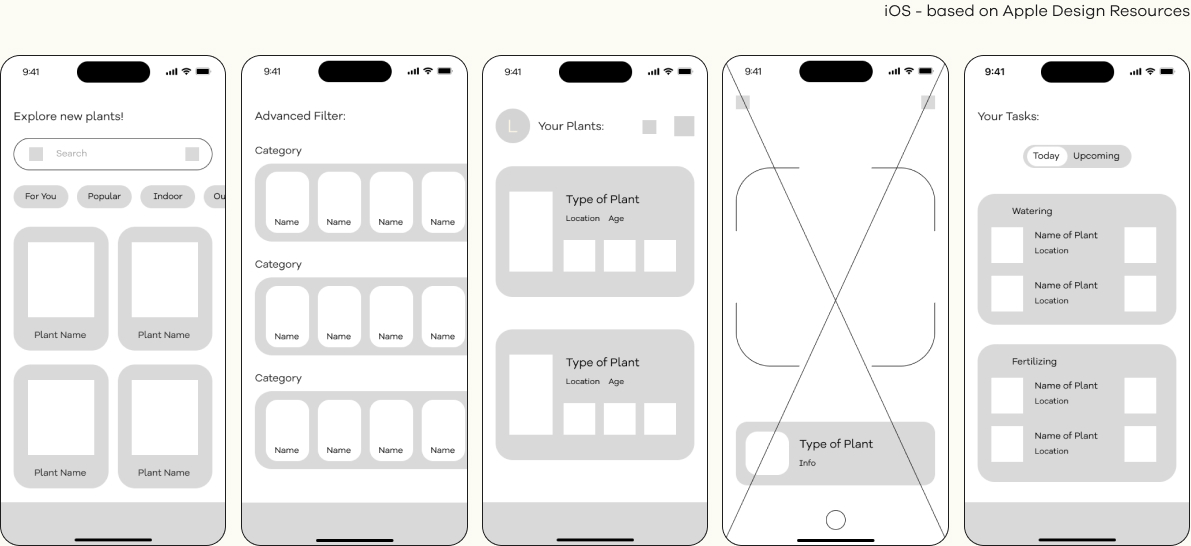 iOS - based on Apple Design Resources
9:41
Explore new plants!
Search
For You Popular Indoor Ou
Plant Name Plant Name
Plant Name Plant Name
9:41
Advanced Filter:
Category
Name Name Name Name
Category
Name Name Name Name
Category
Name Name Name Name
9:41
L Your Plants:
Type of Plant
Location Age
Type of Plant
Location Age
9:41
Type of Plant
Info
9:41
Your Tasks:
Today Upcoming
Watering
Name of Plant
Location
Name of Plant
Location
Fertilizing
Name of Plant
Location
Name of Plant
Location